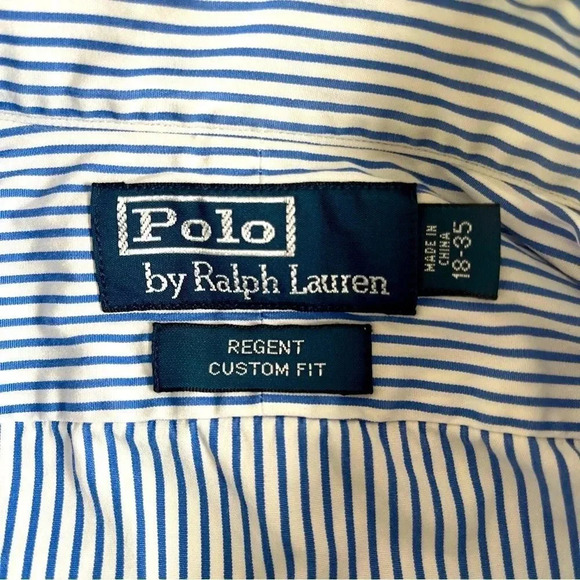 Polo
by Ralph Lauren
MADE IN
CHINA
18-35
REGENT
CUSTOM FIT